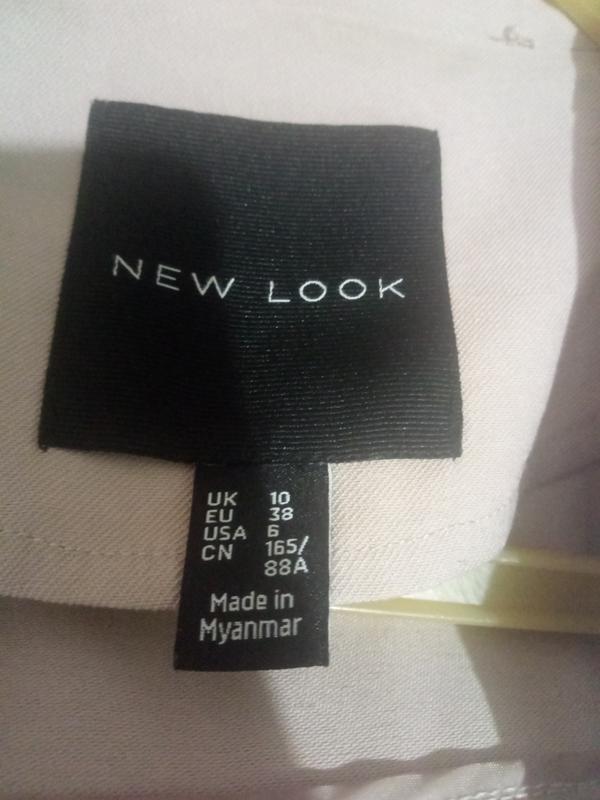 NEW LOOK
UK 10
EU 38
USA 6
CN 165/
88A
Made in
Myanmar